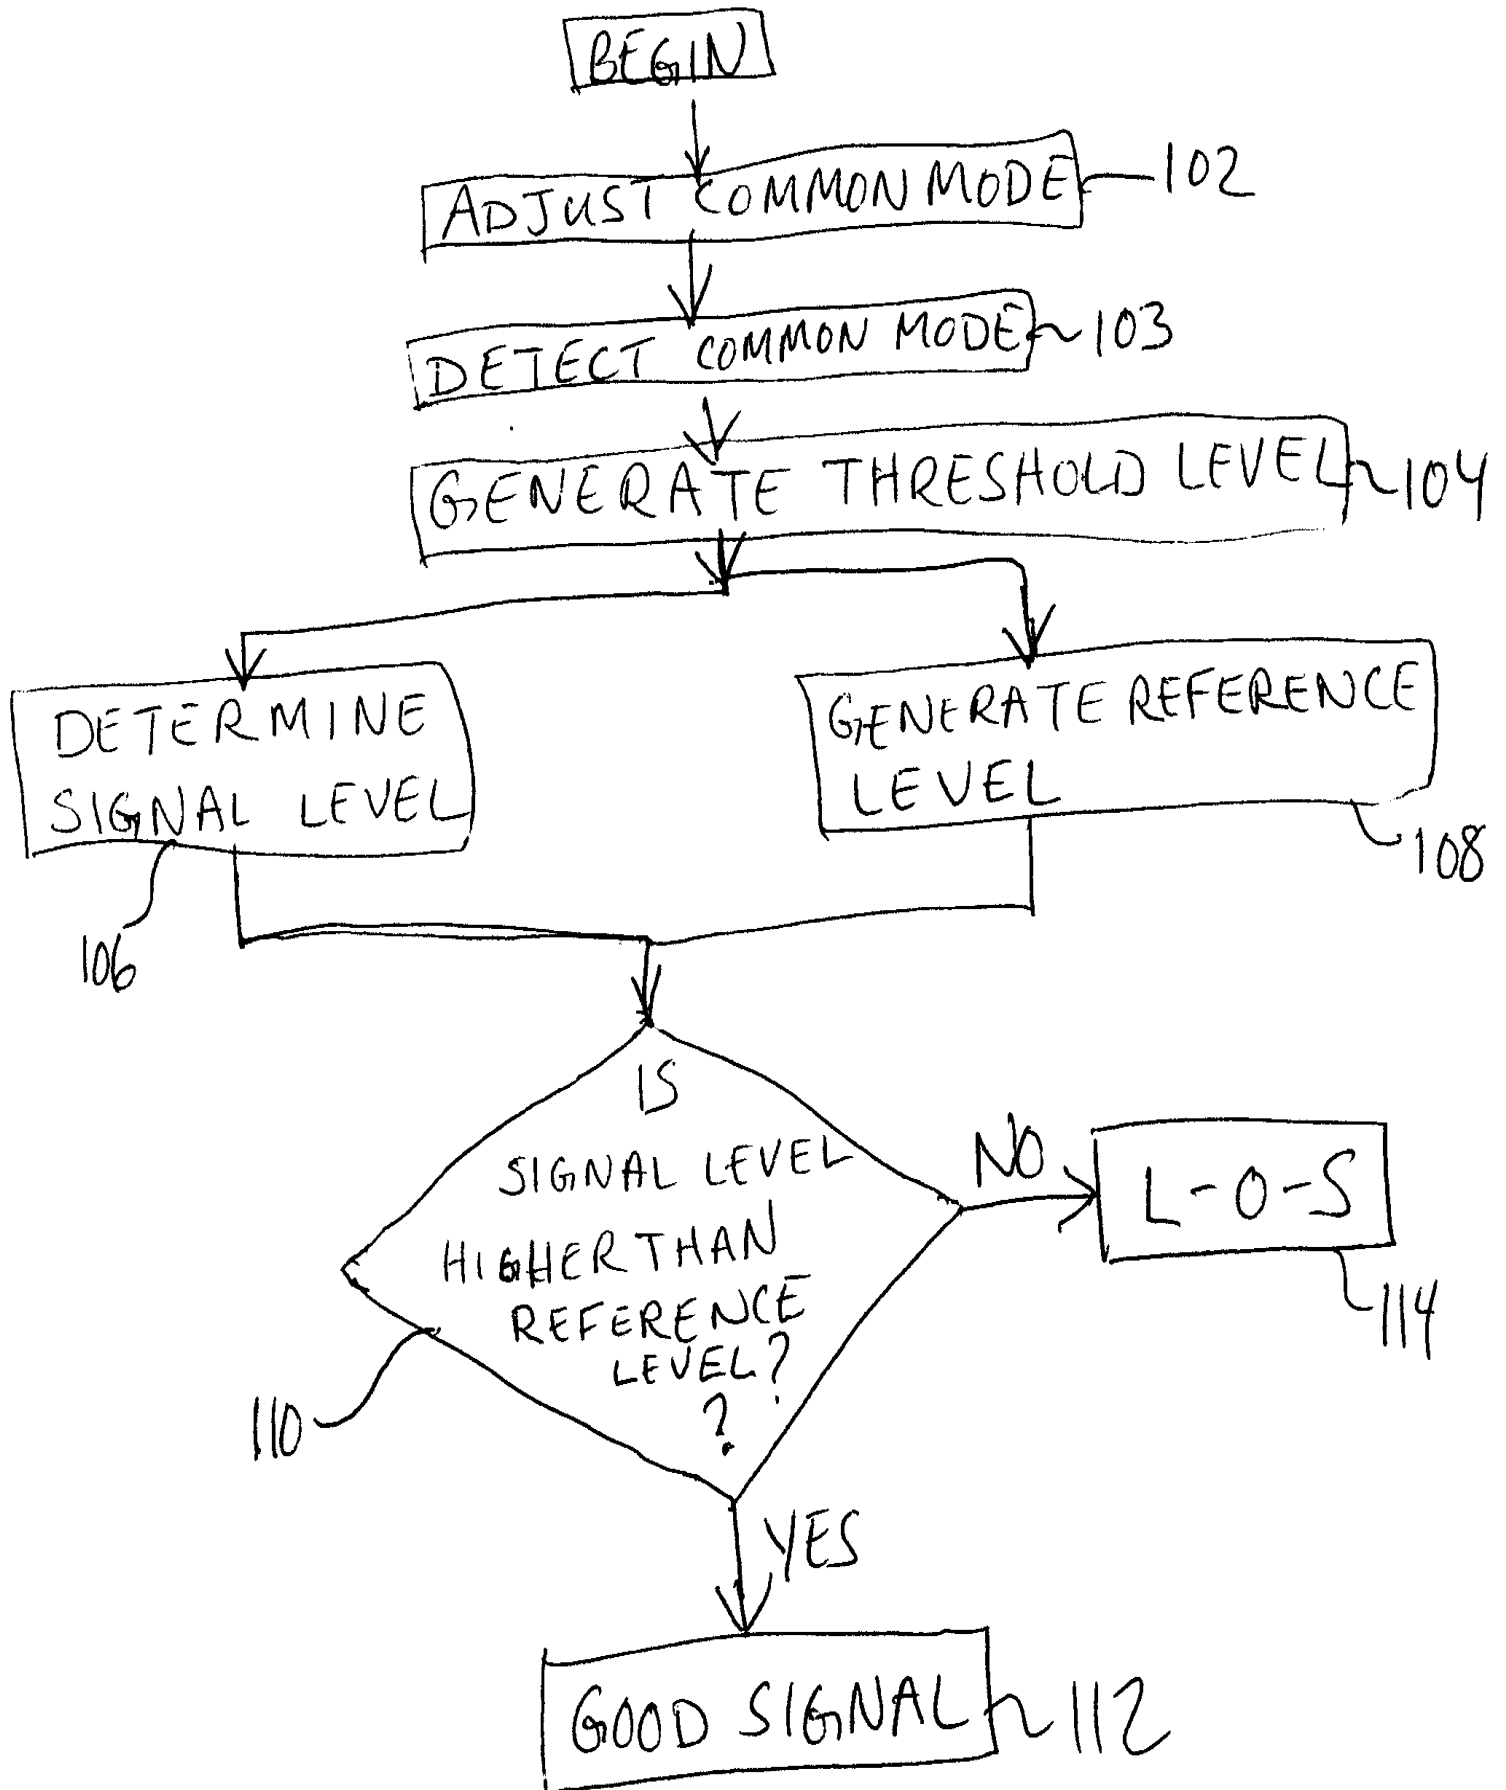 BEGIN
ADJUST COMMON MODE 102
DETECT COMMON MODE 103
GENERATE THRESHOLD LEVEL 104
DETERMINE
SIGNAL LEVEL
106
GENERATE REFERENCE
LEVEL
108
IS
SIGNAL LEVEL
HIGHER THAN
REFERENCE
LEVEL?
?
110
NO
L-O-S
114
YES
GOOD SIGNAL 112